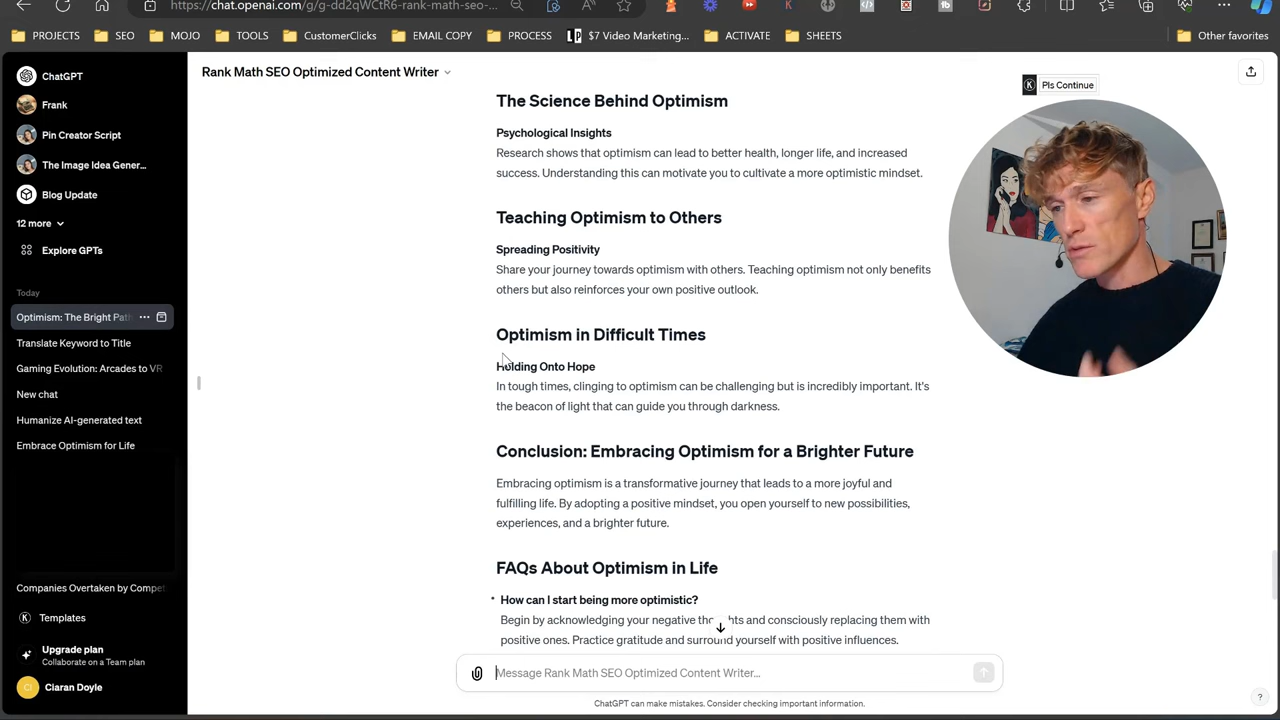 https://chat.openai.com/g/g-dd2qWCtR6-rank-math-seo-...
PROJECTS
SEO
MOJO
TOOLS
CustomerClicks
EMAIL COPY
PROCESS
$7 Video Marketing...
ACTIVATE
SHEETS
Other favorites
ChatGPT
Frank
Pin Creator Script
The Image Idea Gener...
Blog Update
12 more
Explore GPTs
Today
Optimism: The Bright Path
Translate Keyword to Title
Gaming Evolution: Arcades to VR
New chat
Humanize AI-generated text
Embrace Optimism for Life
Companies Overtaken by Compet
Templates
Upgrade plan
Collaborate on a Team plan
Ciaran Doyle
Rank Math SEO Optimized Content Writer
Pls Continue
The Science Behind Optimism
Psychological Insights
Research shows that optimism can lead to better health, longer life, and increased
success. Understanding this can motivate you to cultivate a more optimistic mindset.
Teaching Optimism to Others
Spreading Positivity
Share your journey towards optimism with others. Teaching optimism not only benefits
others but also reinforces your own positive outlook.
Optimism in Difficult Times
Holding Onto Hope
In tough times, clinging to optimism can be challenging but is incredibly important. It's
the beacon of light that can guide you through darkness.
Conclusion: Embracing Optimism for a Brighter Future
Embracing optimism is a transformative journey that leads to a more joyful and
fulfilling life. By adopting a positive mindset, you open yourself to new possibilities,
experiences, and a brighter future.
FAQs About Optimism in Life
• How can I start being more optimistic?
Begin by acknowledging your negative thoughts and consciously replacing them with
positive ones. Practice gratitude and surround yourself with positive influences.
Message Rank Math SEO Optimized Content Writer...
ChatGPT can make mistakes. Consider checking important information.
?